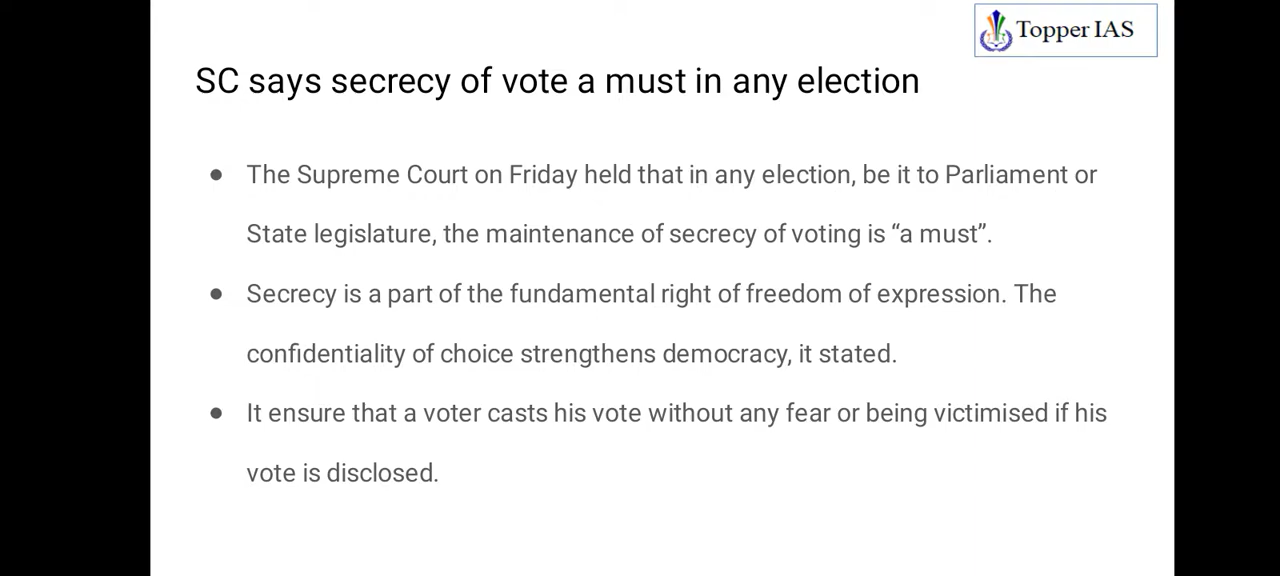 Topper IAS
SC says secrecy of vote a must in any election
● The Supreme Court on Friday held that in any election, be it to Parliament or
State legislature, the maintenance of secrecy of voting is “a must”.
● Secrecy is a part of the fundamental right of freedom of expression. The
confidentiality of choice strengthens democracy, it stated.
● It ensure that a voter casts his vote without any fear or being victimised if his
vote is disclosed.